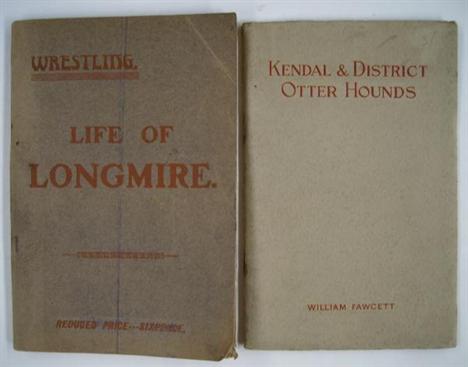 WRESTLING.
LIFE OF
LONGMIRE.
REDUCED PRICE---SIXPENCE.
KENDAL & DISTRICT
OTTER HOUNDS
WILLIAM FAWCETT